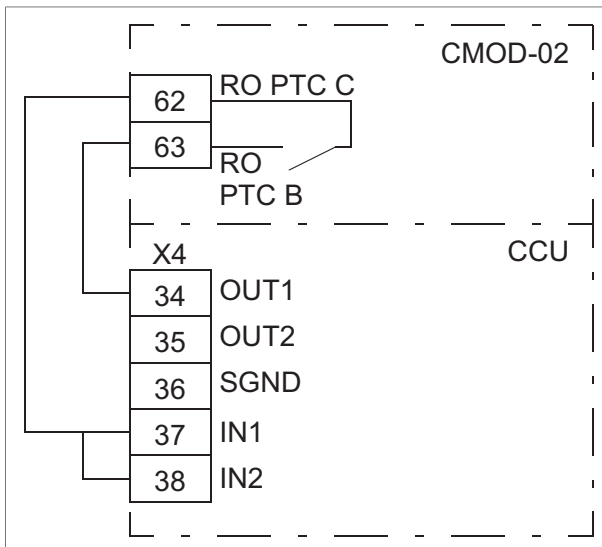 CMOD-02
62 RO PTC C
63
RO
PTC B
X4 CCU
34 OUT1
35 OUT2
36 SGND
37 IN1
38 IN2